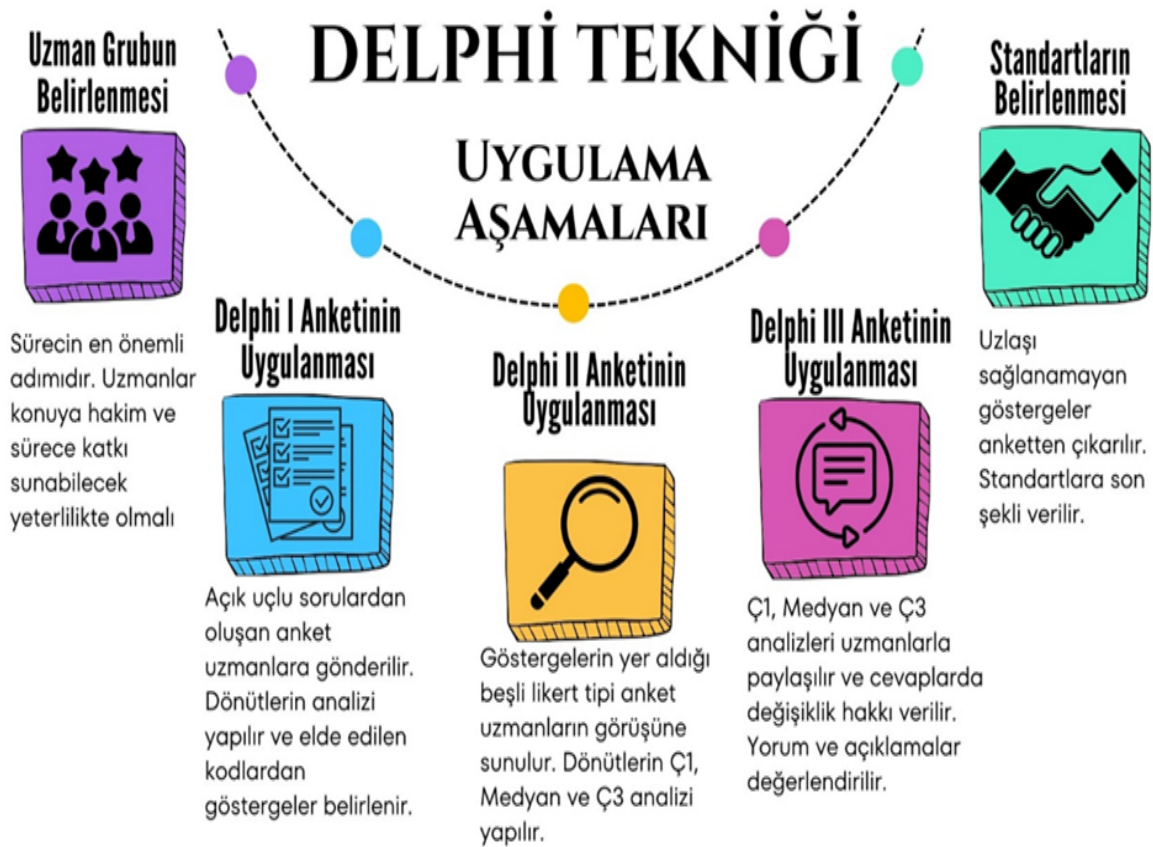 DELPHİ TEKNİĞİ
UYGULAMA
AŞAMALARI
Uzman Grubun
Belirlenmesi
Sürecin en önemli
adımıdır. Uzmanlar
konuya hakim ve
sürece katkı
sunabilecek
yeterlilikte olmalı
Delphi I Anketinin
Uygulanması
Açık uçlu sorulardan
oluşan anket
uzmanlara gönderilir.
Dönütlerin analizi
yapılır ve elde edilen
kodlardan
göstergeler belirlenir.
Delphi II Anketinin
Uygulanması
Göstergelerin yer aldığı
beşli likert tipi anket
uzmanların görüşüne
sunulur. Dönütlerin Ç1,
Medyan ve Ç3 analizi
yapılır.
Delphi III Anketinin
Uygulanması
Ç1, Medyan ve Ç3
analizleri uzmanlarla
paylaşılır ve cevaplarda
değişiklik hakkı verilir.
Yorum ve açıklamalar
değerlendirilir.
Standartların
Belirlenmesi
Uzlaşı
sağlanamayan
göstergeler
anketten çıkarılır.
Standartlara son
şekli verilir.